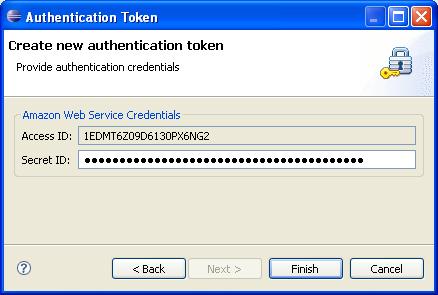 Authentication Token
Create new authentication token
Provide authentication credentials
Amazon Web Service Credentials
Access ID: 1EDMT6Z09D6130PX6NG2
Secret ID: ●●●●●●●●●●●●●●●●●●●●●●●●●●●●●●●●●●●●●●●●
? < Back Next > Finish Cancel